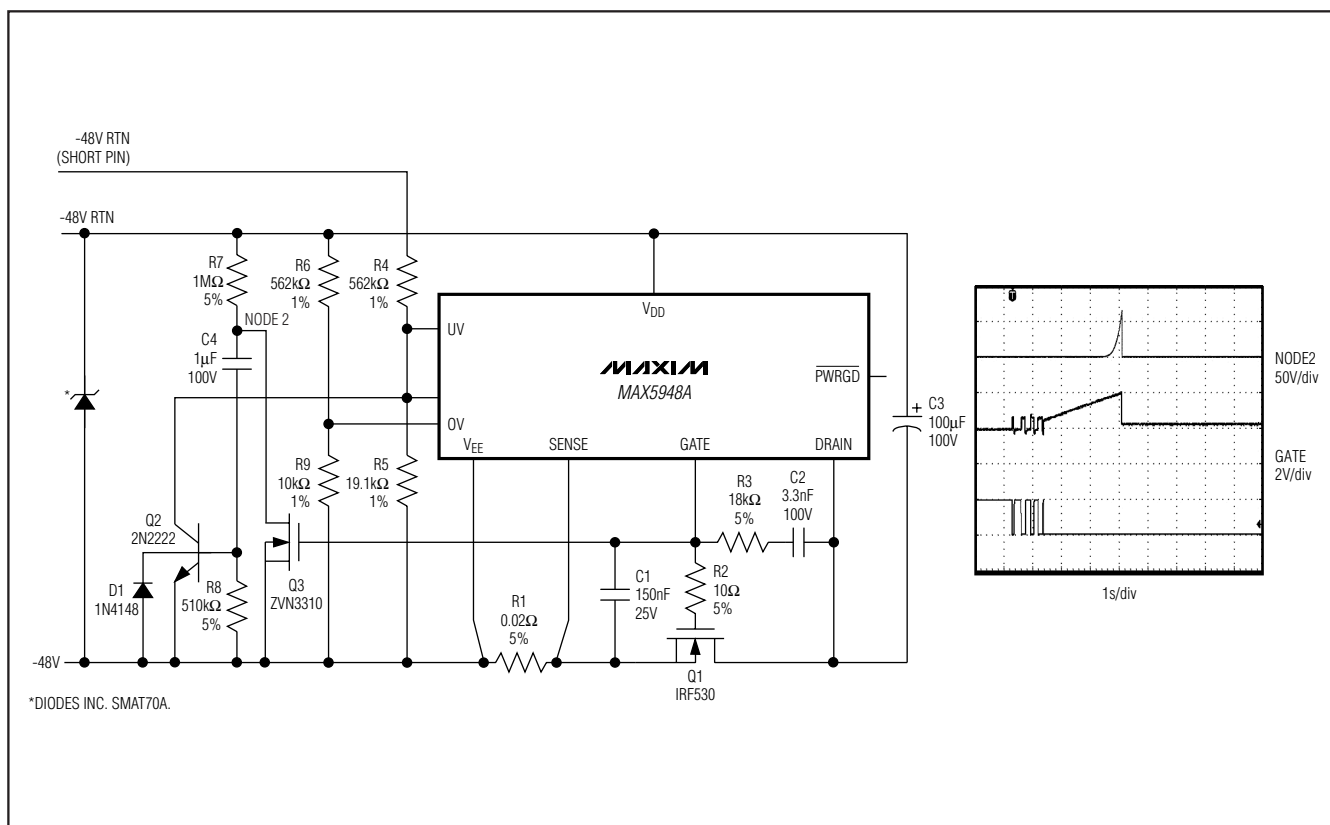 -48V RTN
(SHORT PIN)
-48V RTN
R7
1MΩ
5%
R6
562kΩ
1%
R4
562kΩ
1%
NODE 2
C4
1µF
100V
*
VDD
UV
MAXIM
MAX5948A
PWRGD
OV
VEE
SENSE
GATE
DRAIN
C3
100µF
100V
+
R9
10kΩ
1%
R5
19.1kΩ
1%
R3
18kΩ
5%
C2
3.3nF
100V
Q2
2N2222
D1
1N4148
R8
510kΩ
5%
Q3
ZVN3310
R1
0.02Ω
5%
C1
150nF
25V
R2
10Ω
5%
-48V
Q1
IRF530
*DIODES INC. SMAT70A.
NODE2
50V/div
GATE
2V/div
1s/div